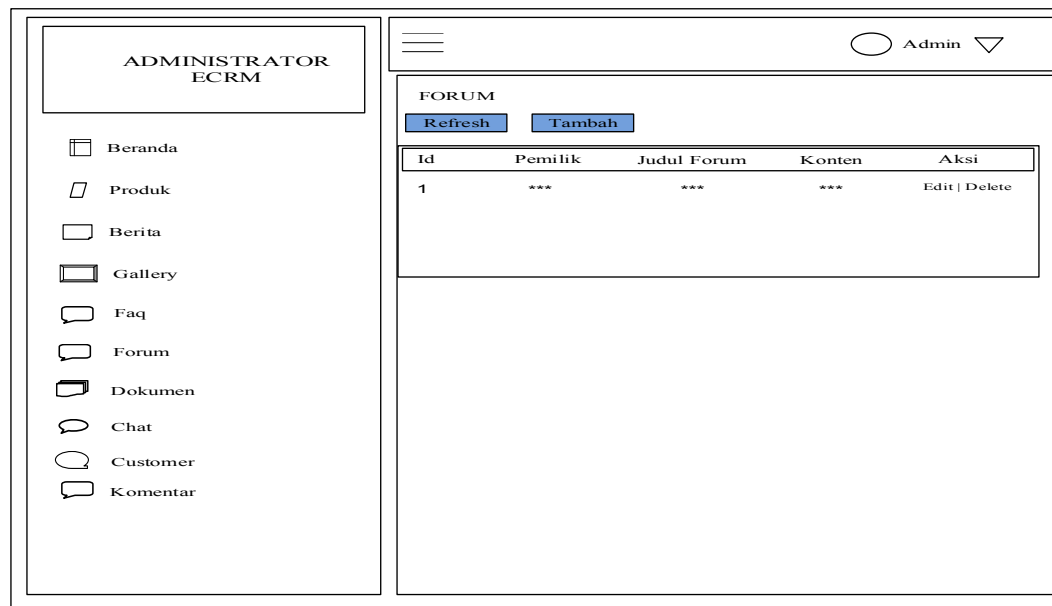 ADMINISTRATOR
ECRM
Beranda
Produk
Berita
Gallery
Faq
Forum
Dokumen
Chat
Customer
Komentar
Admin
FORUM
Refresh Tambah
Id Pemilik Judul Forum Konten Aksi
1 *** *** *** Edit | Delete